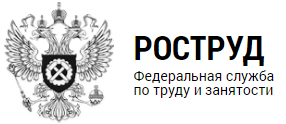 РОСТРУД
Федеральная служба
по труду и занятости